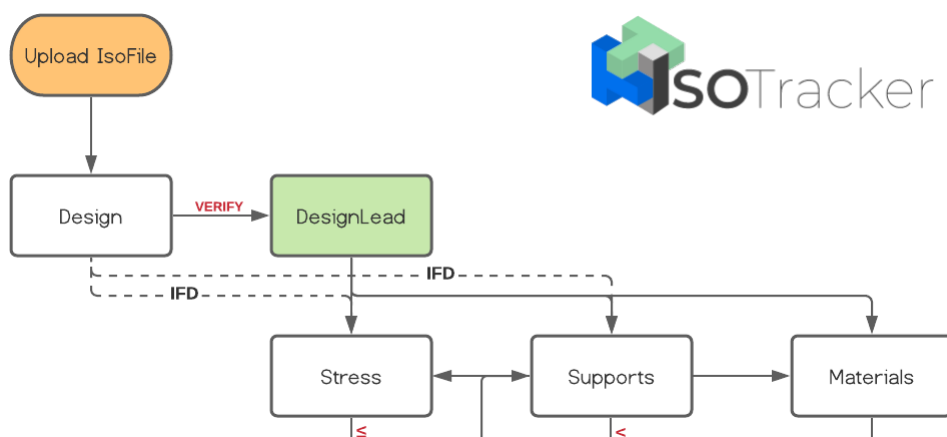 Upload IsoFile
ISOTracker
Design
VERIFY
DesignLead
IFD
IFD
Stress
Supports
Materials
≤